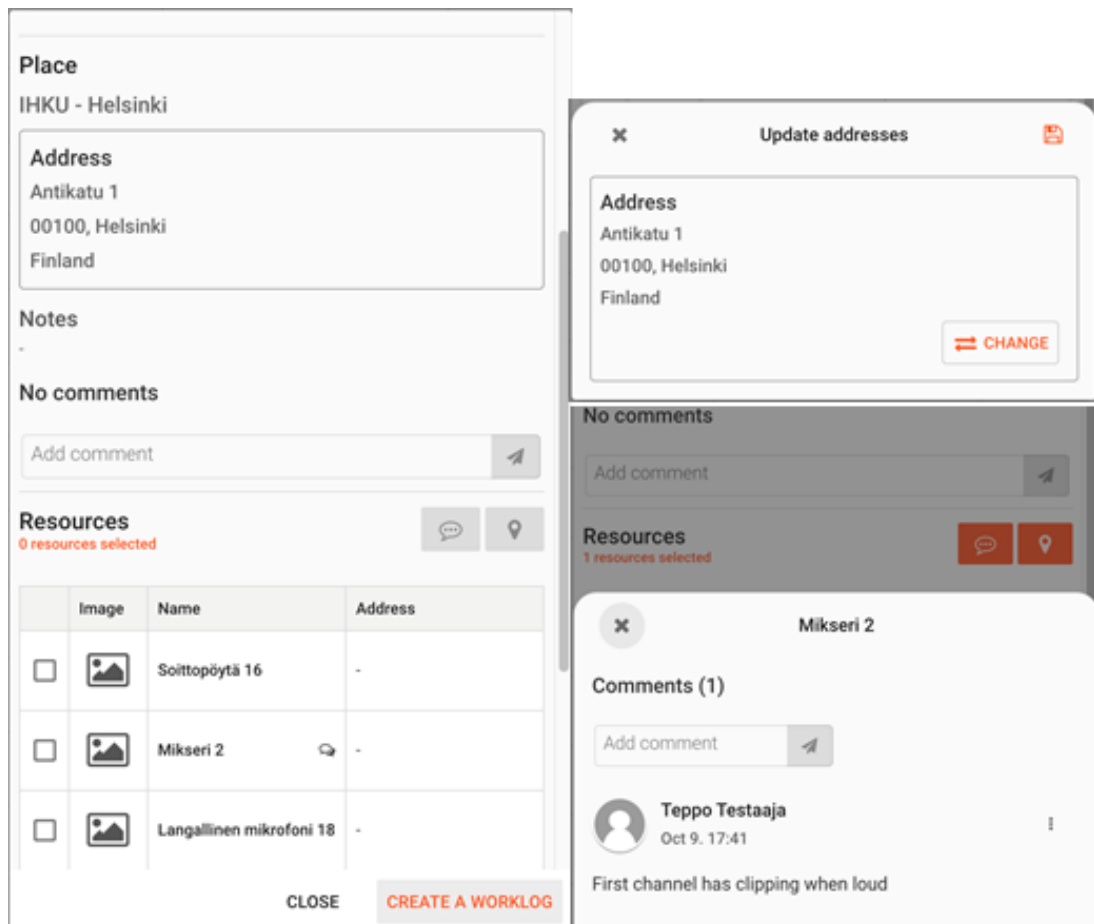 Place
IHKU - Helsinki
Address
Antikatu 1
00100, Helsinki
Finland
Notes
-
No comments
Add comment
Resources
0 resources selected
Image Name Address
Soittopöytä 16 -
Mikseri 2 -
Langallinen mikrofoni 18 -
CLOSE CREATE A WORKLOG
Update addresses
Address
Antikatu 1
00100, Helsinki
Finland
CHANGE
No comments
Add comment
Resources
1 resources selected
Mikseri 2
Comments (1)
Add comment
Teppo Testaaja
Oct 9. 17:41
First channel has clipping when loud